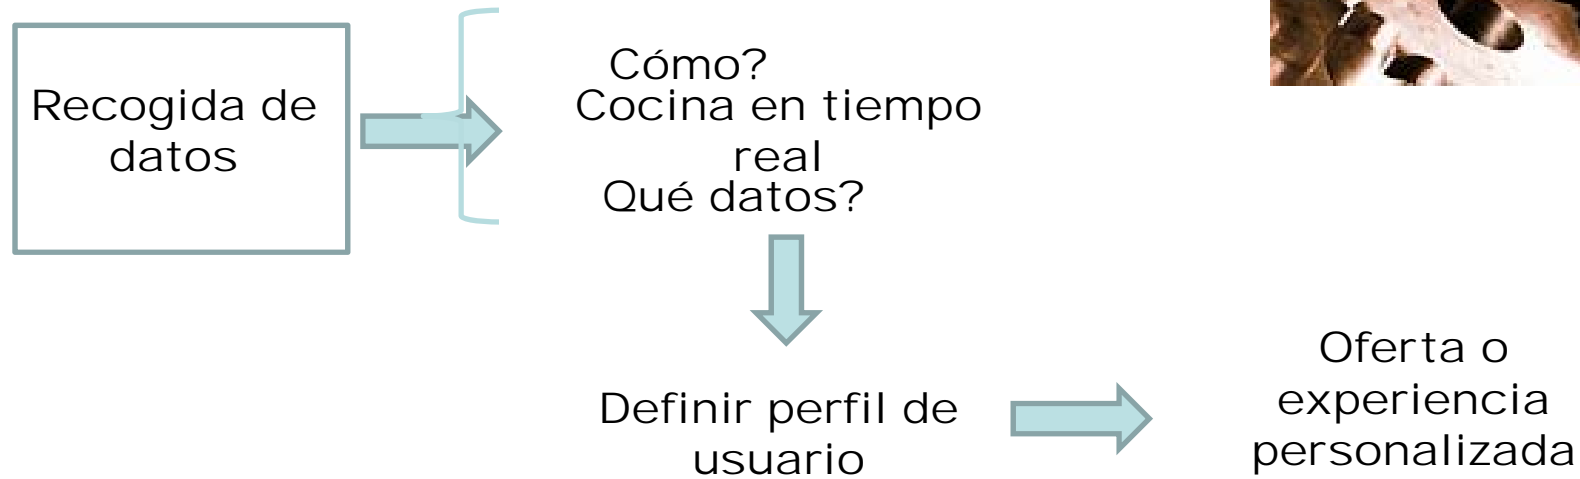 Recogida de
datos
Cómo?
Cocina en tiempo
real
Qué datos?
Definir perfil de
usuario
Oferta o
experiencia
personalizada